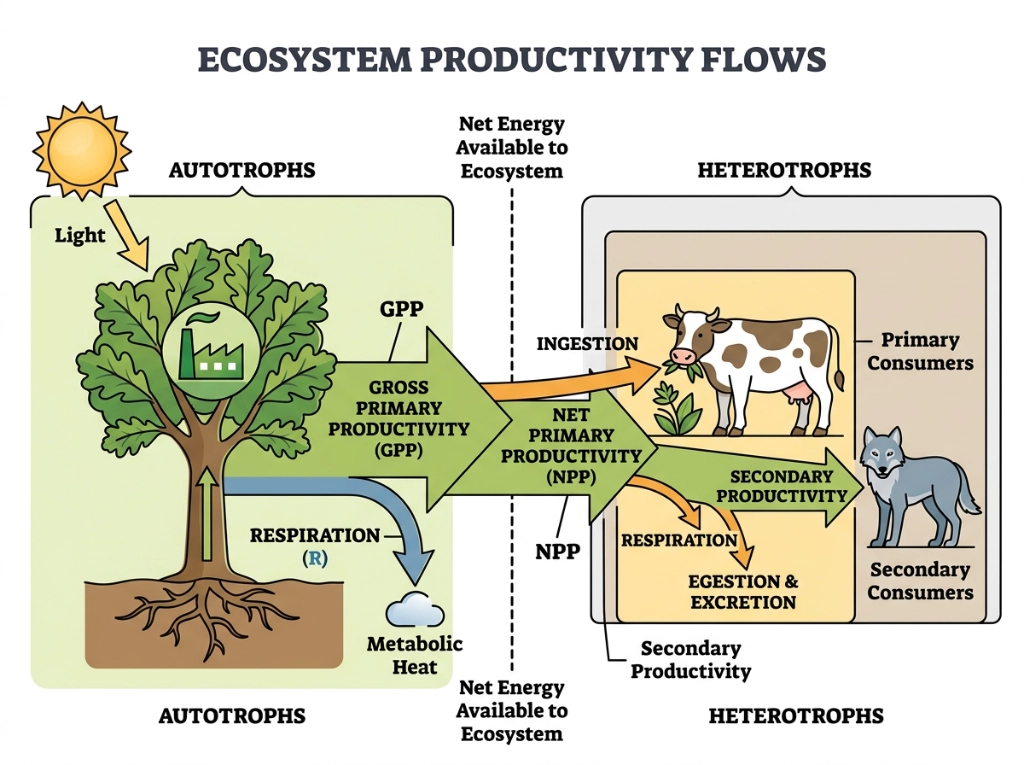 ECOSYSTEM PRODUCTIVITY FLOWS
Net Energy
Available to
Ecosystem
AUTOTROPHS
HETEROTROPHS
Light
GPP
INGESTION
Primary
Consumers
GROSS
PRIMARY
PRODUCTIVITY
(GPP)
NET
PRIMARY
PRODUCTIVITY
(NPP)
SECONDARY
PRODUCTIVITY
RESPIRATION
(R)
NPP
RESPIRATION
EGESTION &
EXCRETION
Secondary
Consumers
Metabolic
Heat
Secondary
Productivity
Net Energy
Available to
Ecosystem
AUTOTROPHS
HETEROTROPHS